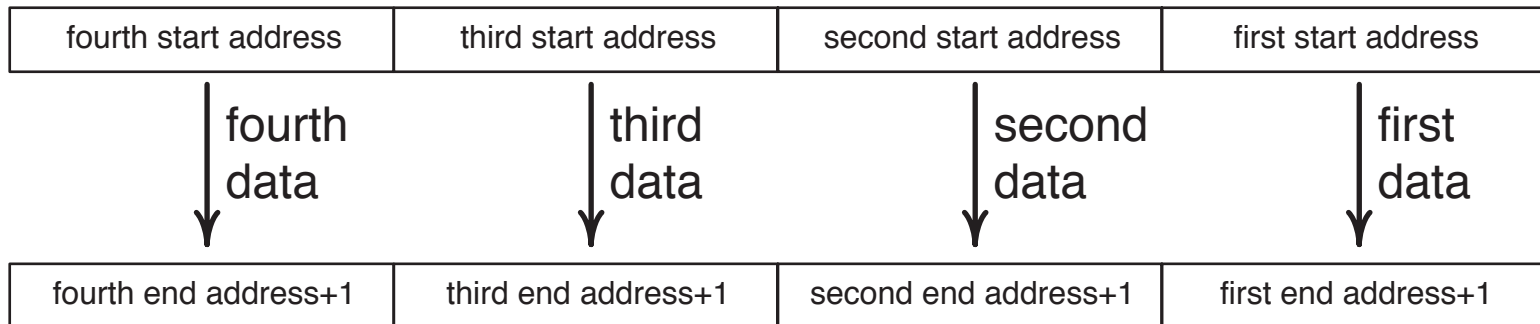 fourth start address
third start address
second start address
first start address
fourth
data
third
data
second
data
first
data
fourth end address+1
third end address+1
second end address+1
first end address+1